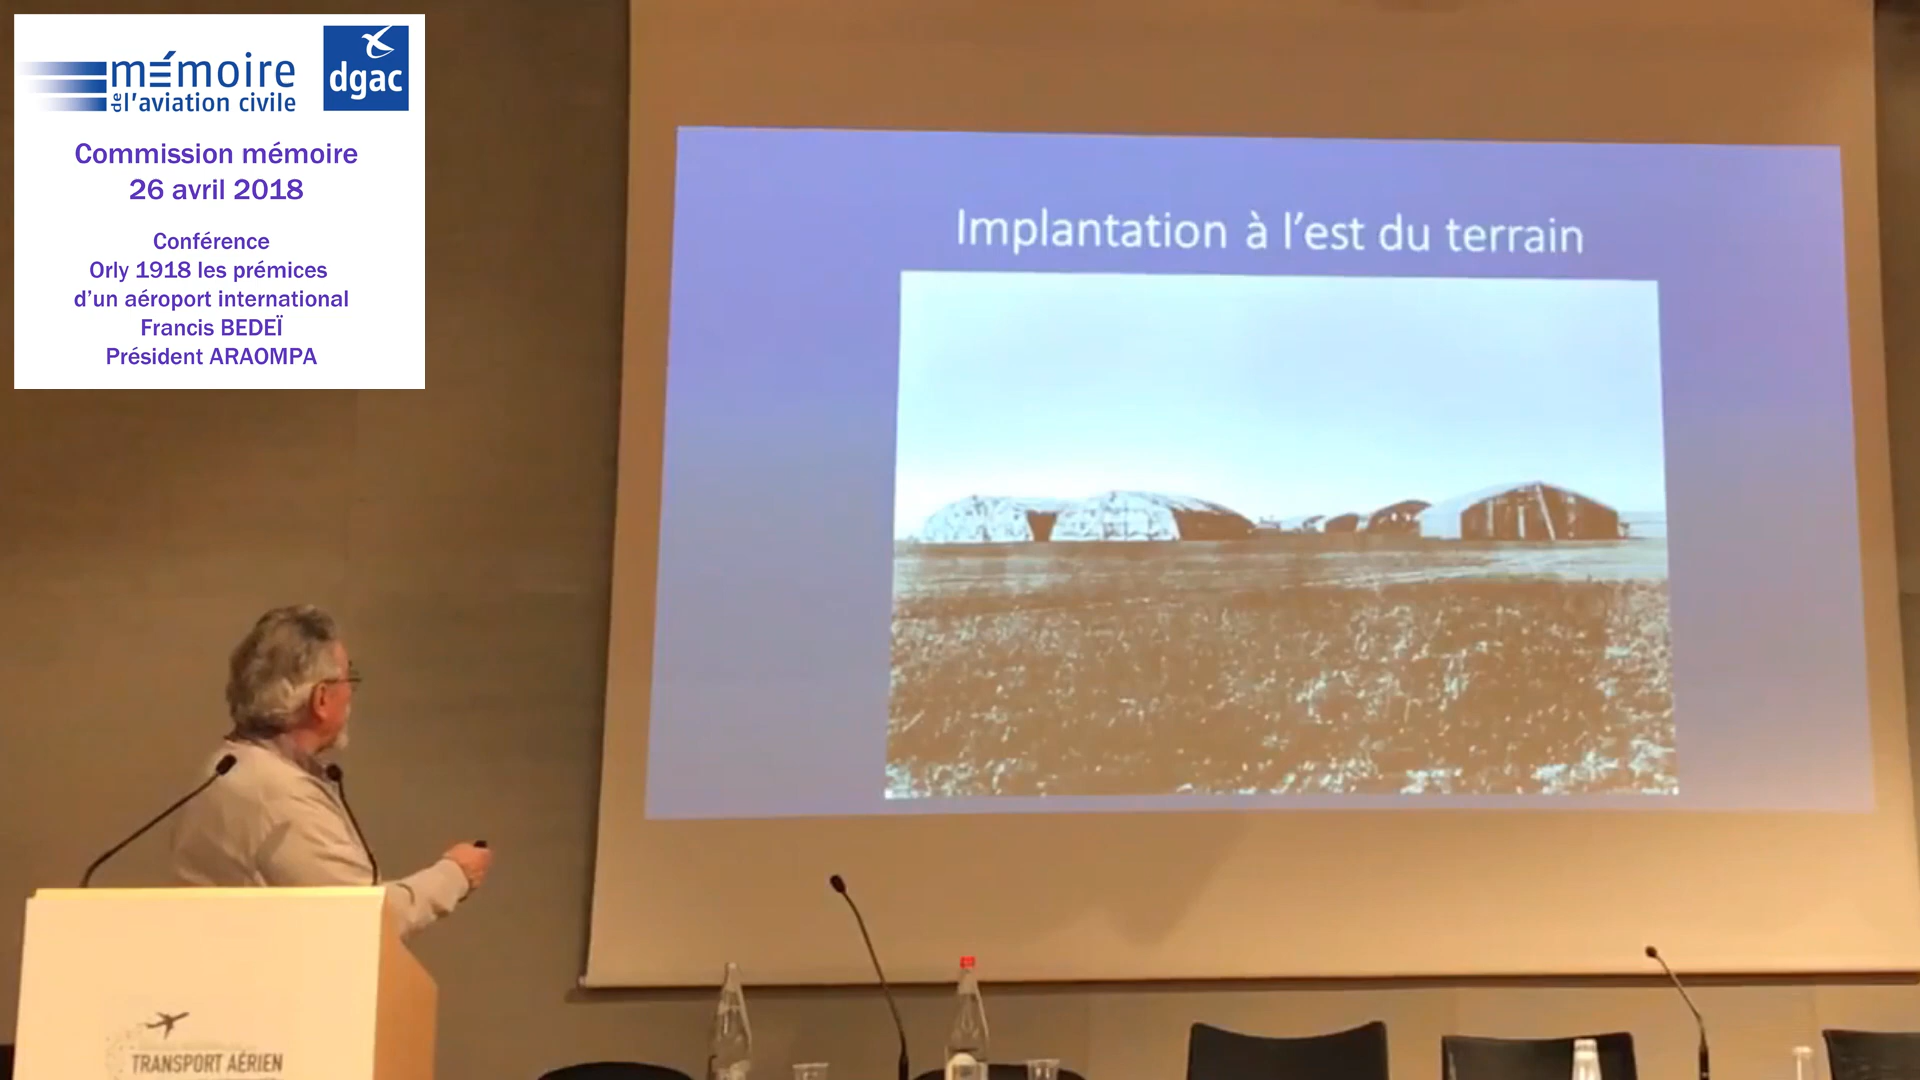 mémoire
de l'aviation civile
dgac
Commission mémoire
26 avril 2018
Conférence
Orly 1918 les prémices
d'un aéroport international
Francis BEDEÏ
Président ARAOMPA
Implantation à l'est du terrain
TRANSPORT AÉRIEN